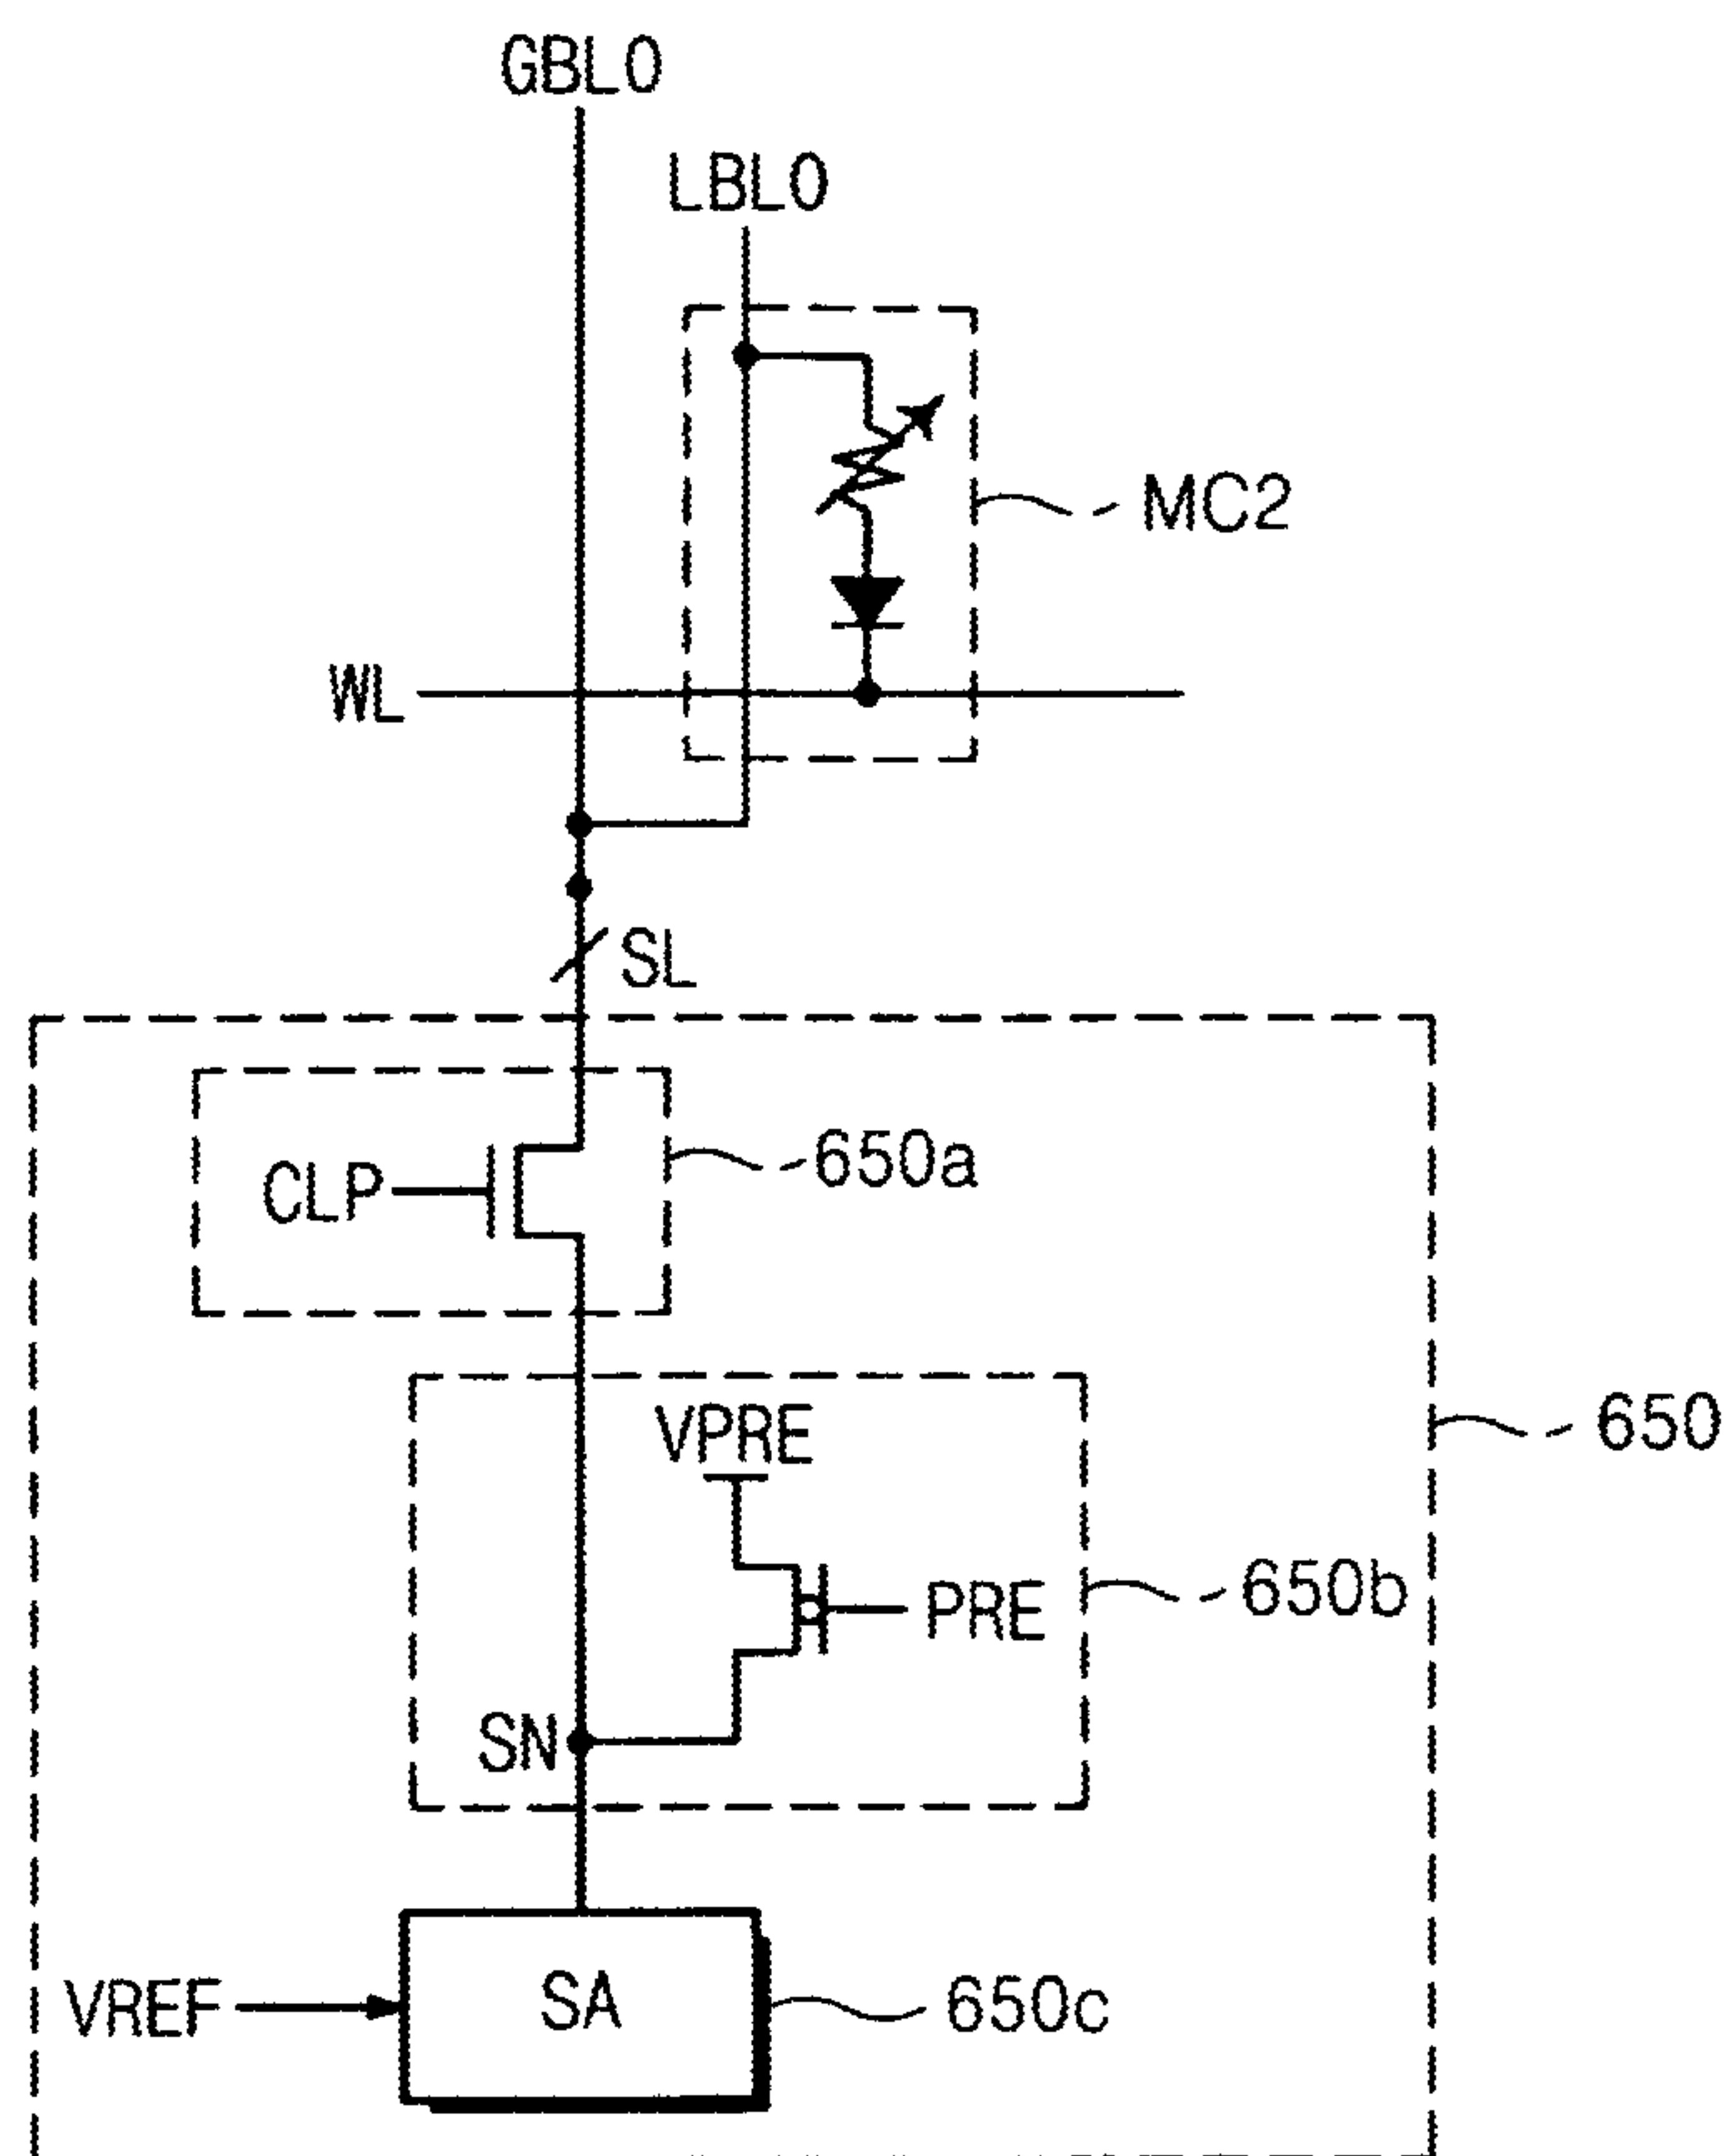 GBL0
LBL0
MC2
WL
SL
650a
CLP
650
VPRE
650b
PRE
SN
VREF
SA
650c